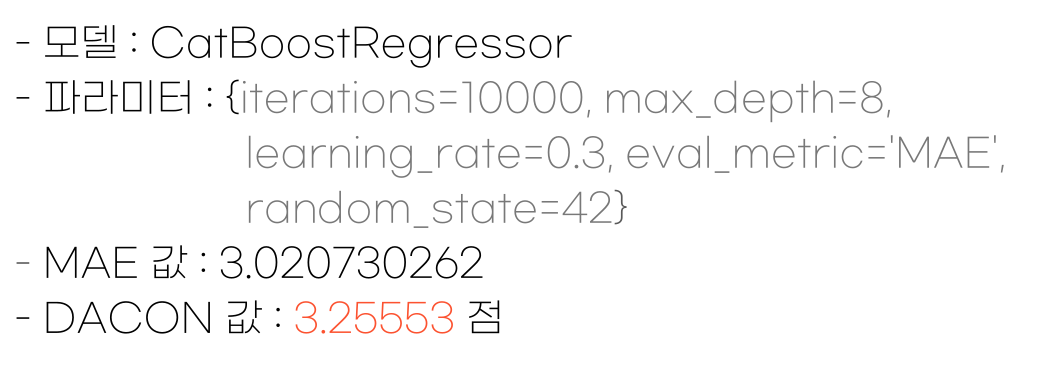 - 모델 : CatBoostRegressor
- 파라미터 : {iterations=10000, max_depth=8,
learning_rate=0.3, eval_metric='MAE',
random_state=42}
- MAE 값 : 3.020730262
- DACON 값 : 3.25553 점